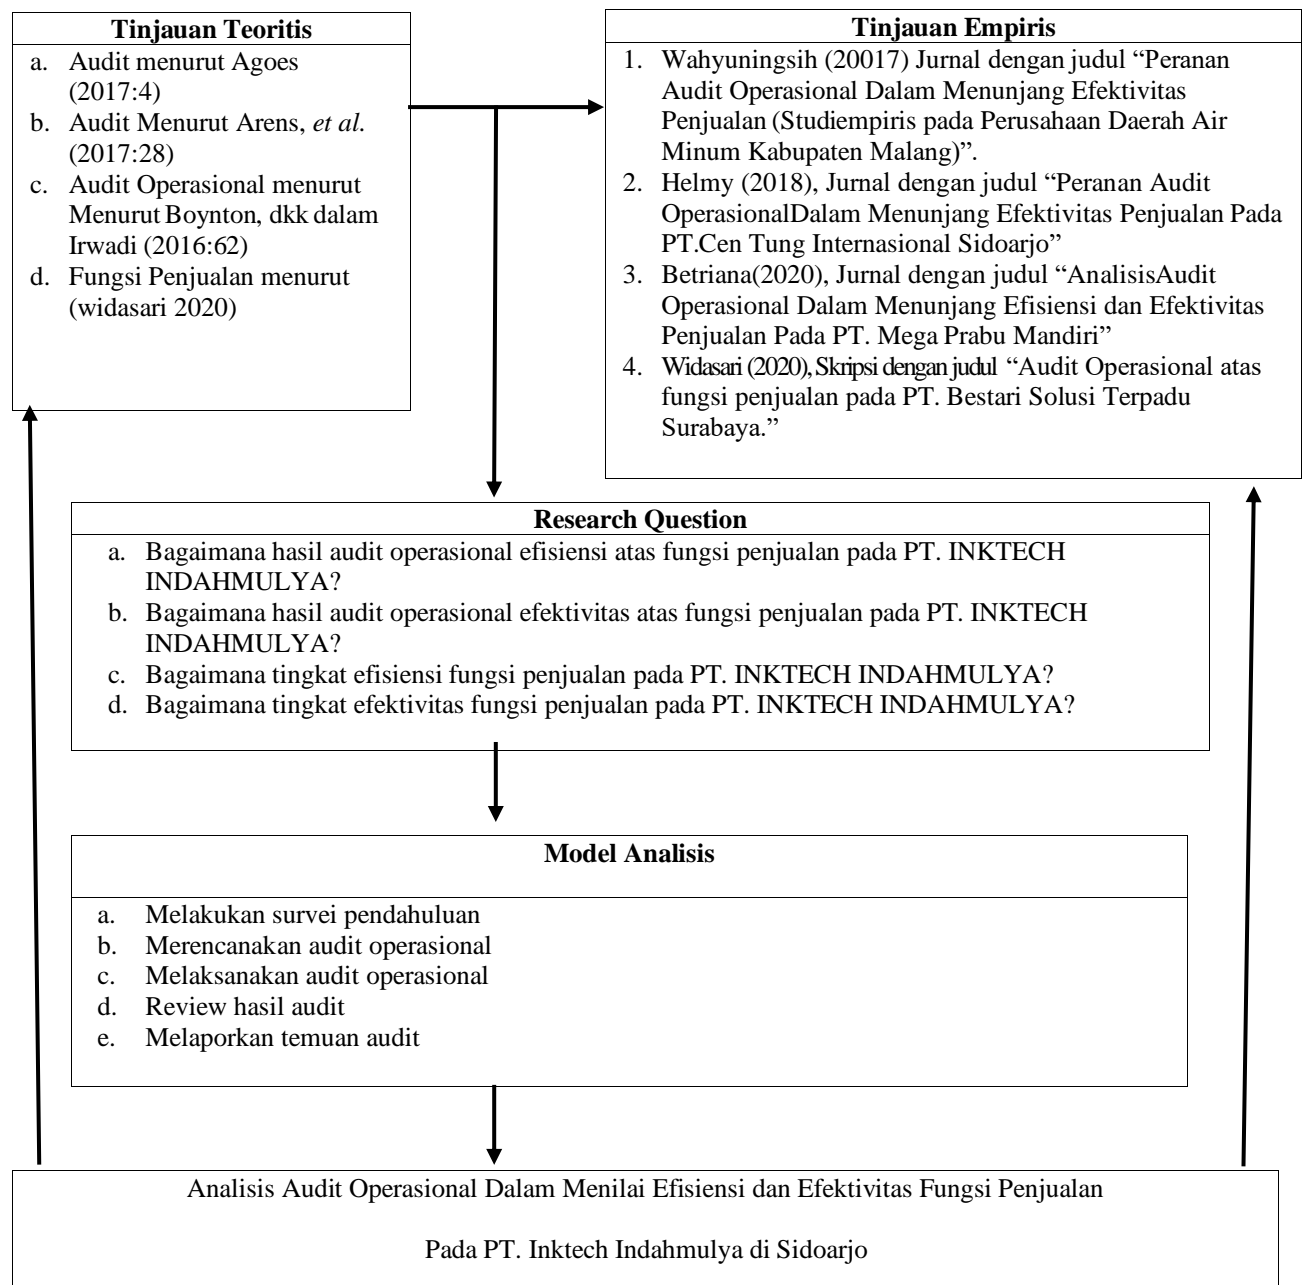 Tinjauan Teoritis
a. Audit menurut Agoes
(2017:4)
b. Audit Menurut Arens, et al.
(2017:28)
c. Audit Operasional menurut
Menurut Boynton, dkk dalam
Irwadi (2016:62)
d. Fungsi Penjualan menurut
(widasari 2020)
Tinjauan Empiris
1. Wahyuningsih (20017) Jurnal dengan judul “Peranan
Audit Operasional Dalam Menunjang Efektivitas
Penjualan (Studiempiris pada Perusahaan Daerah Air
Minum Kabupaten Malang)”.
2. Helmy (2018), Jurnal dengan judul “Peranan Audit
OperasionalDalam Menunjang Efektivitas Penjualan Pada
PT.Cen Tung Internasional Sidoarjo”
3. Betriana(2020), Jurnal dengan judul “AnalisisAudit
Operasional Dalam Menunjang Efisiensi dan Efektivitas
Penjualan Pada PT. Mega Prabu Mandiri”
4. Widasari (2020), Skripsi dengan judul “Audit Operasional atas
fungsi penjualan pada PT. Bestari Solusi Terpadu
Surabaya.”
Research Question
a. Bagaimana hasil audit operasional efisiensi atas fungsi penjualan pada PT. INKTECH
INDAHMULYA?
b. Bagaimana hasil audit operasional efektivitas atas fungsi penjualan pada PT. INKTECH
INDAHMULYA?
c. Bagaimana tingkat efisiensi fungsi penjualan pada PT. INKTECH INDAHMULYA?
d. Bagaimana tingkat efektivitas fungsi penjualan pada PT. INKTECH INDAHMULYA?
Model Analisis
a. Melakukan survei pendahuluan
b. Merencanakan audit operasional
c. Melaksanakan audit operasional
d. Review hasil audit
e. Melaporkan temuan audit
Analisis Audit Operasional Dalam Menilai Efisiensi dan Efektivitas Fungsi Penjualan
Pada PT. Inktech Indahmulya di Sidoarjo